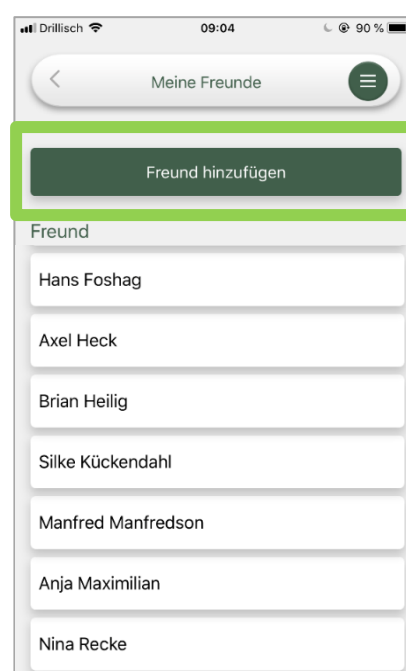 Drillisch 09:04 90 %
Meine Freunde
Freund hinzufügen
Freund
Hans Foshag
Axel Heck
Brian Heilig
Silke Kückendahl
Manfred Manfredson
Anja Maximilian
Nina Recke